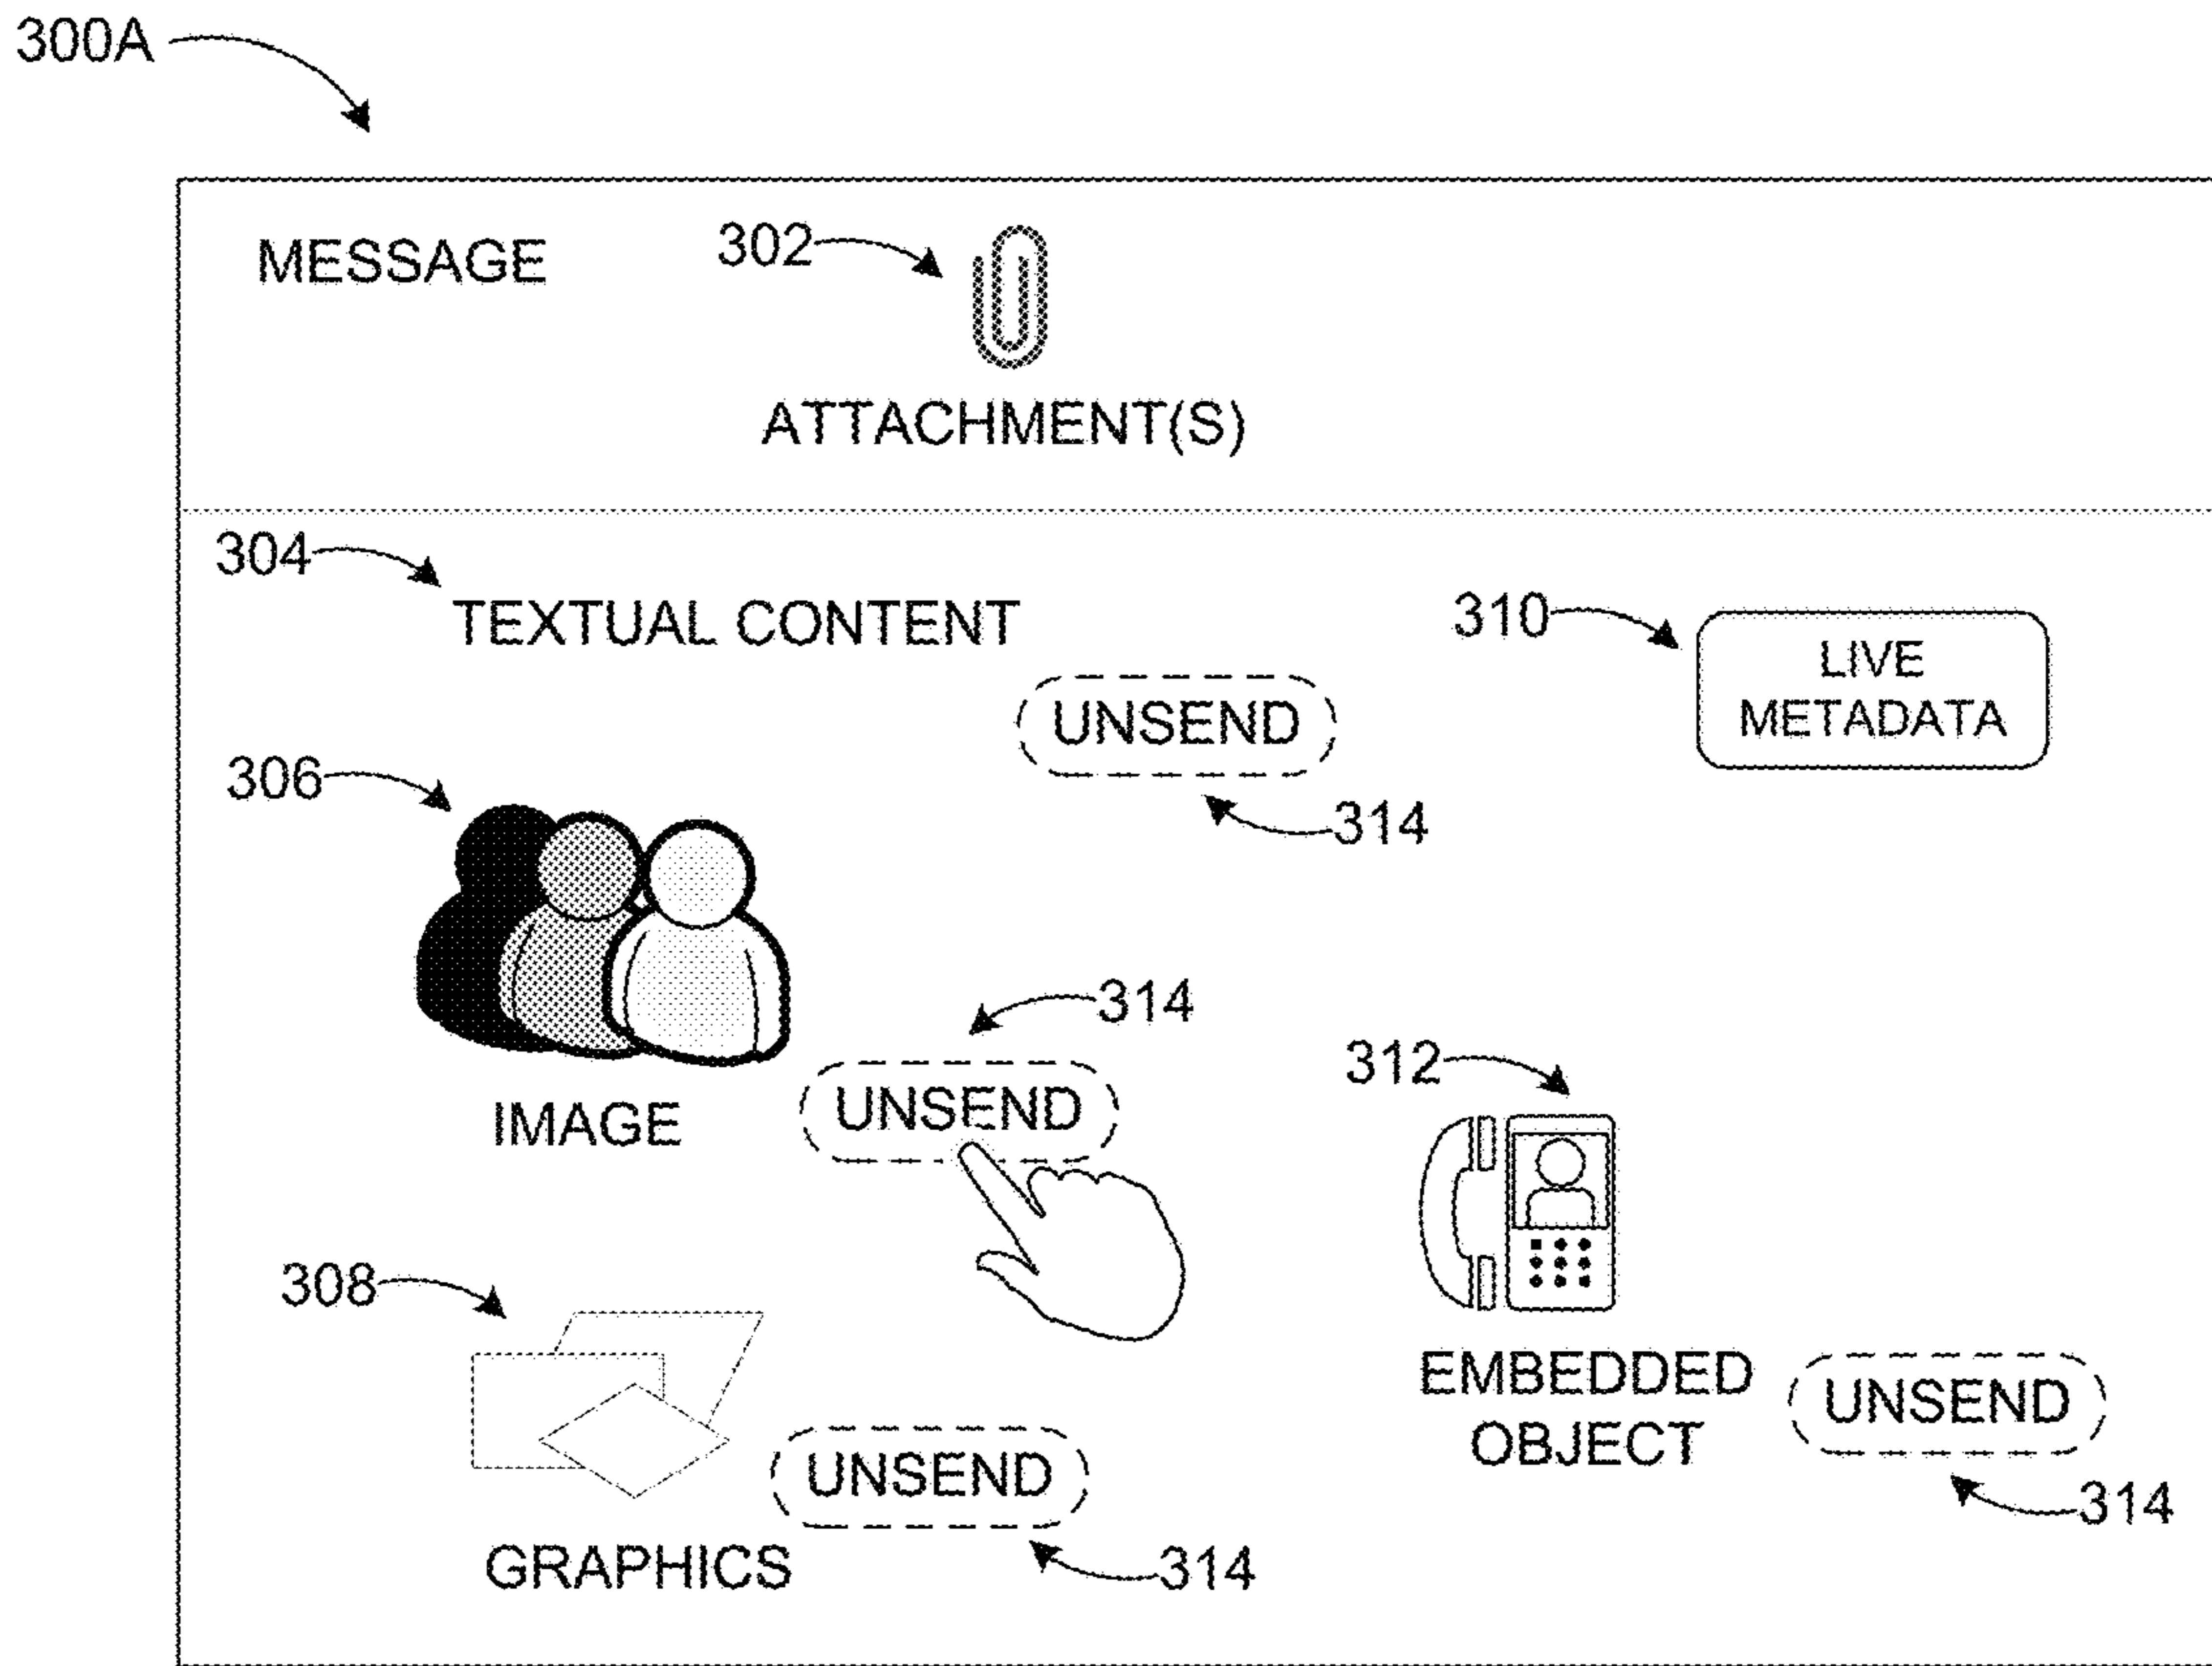 300A
MESSAGE
302
ATTACHMENT(S)
304
TEXTUAL CONTENT
310
LIVE
METADATA
UNSEND
314
306
IMAGE
314
UNSEND
312
EMBEDDED
OBJECT
UNSEND
314
308
GRAPHICS
UNSEND
314